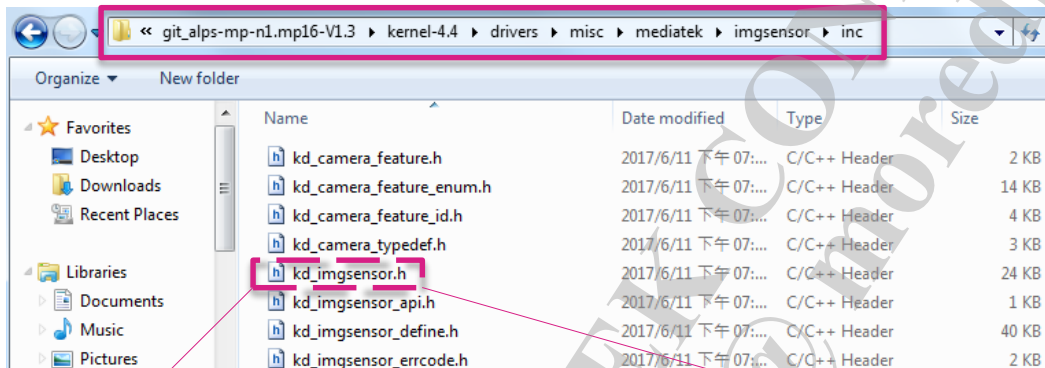 « git_alps-mp-n1.mp16-V1.3 ▸ kernel-4.4 ▸ drivers ▸ misc ▸ mediatek ▸ imgsensor ▸ inc
Organize ▾ New folder
Favorites
Desktop
Downloads
Recent Places
Libraries
Documents
Music
Pictures
Name Date modified Type Size
kd_camera_feature.h 2017/6/11 下午 07:... C/C++ Header 2 KB
kd_camera_feature_enum.h 2017/6/11 下午 07:... C/C++ Header 14 KB
kd_camera_feature_id.h 2017/6/11 下午 07:... C/C++ Header 4 KB
kd_camera_typedef.h 2017/6/11 下午 07:... C/C++ Header 3 KB
kd_imgsensor.h 2017/6/11 下午 07:... C/C++ Header 24 KB
kd_imgsensor_api.h 2017/6/11 下午 07:... C/C++ Header 1 KB
kd_imgsensor_define.h 2017/6/11 下午 07:... C/C++ Header 40 KB
kd_imgsensor_errcode.h 2017/6/11 下午 07:... C/C++ Header 2 KB